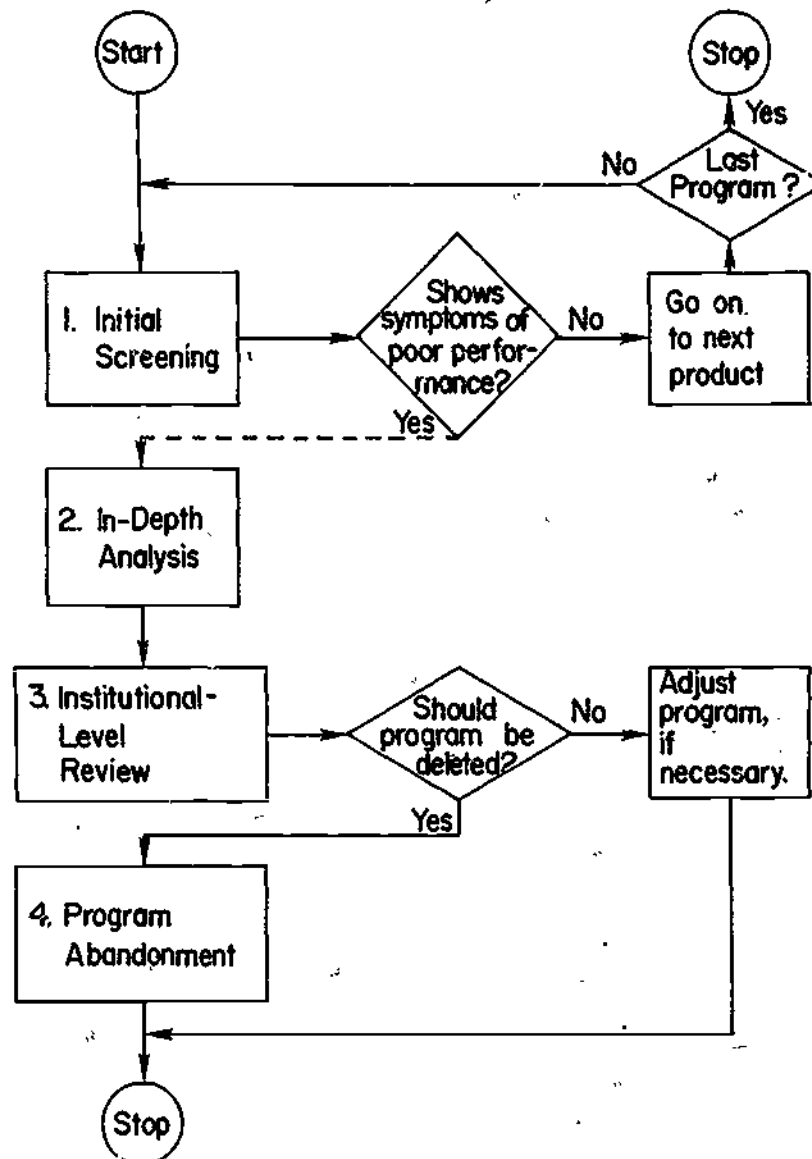 Start
Stop
Yes
No
Last
Program?
1. Initial
Screening
Shows
symptoms of
poor perfor-
mance?
No
Go on
to next
product
Yes
2. In-Depth
Analysis
3. Institutional-
Level
Review
Should
program be
deleted?
No
Adjust
program,
if
necessary.
Yes
4. Program
Abandonment
Stop